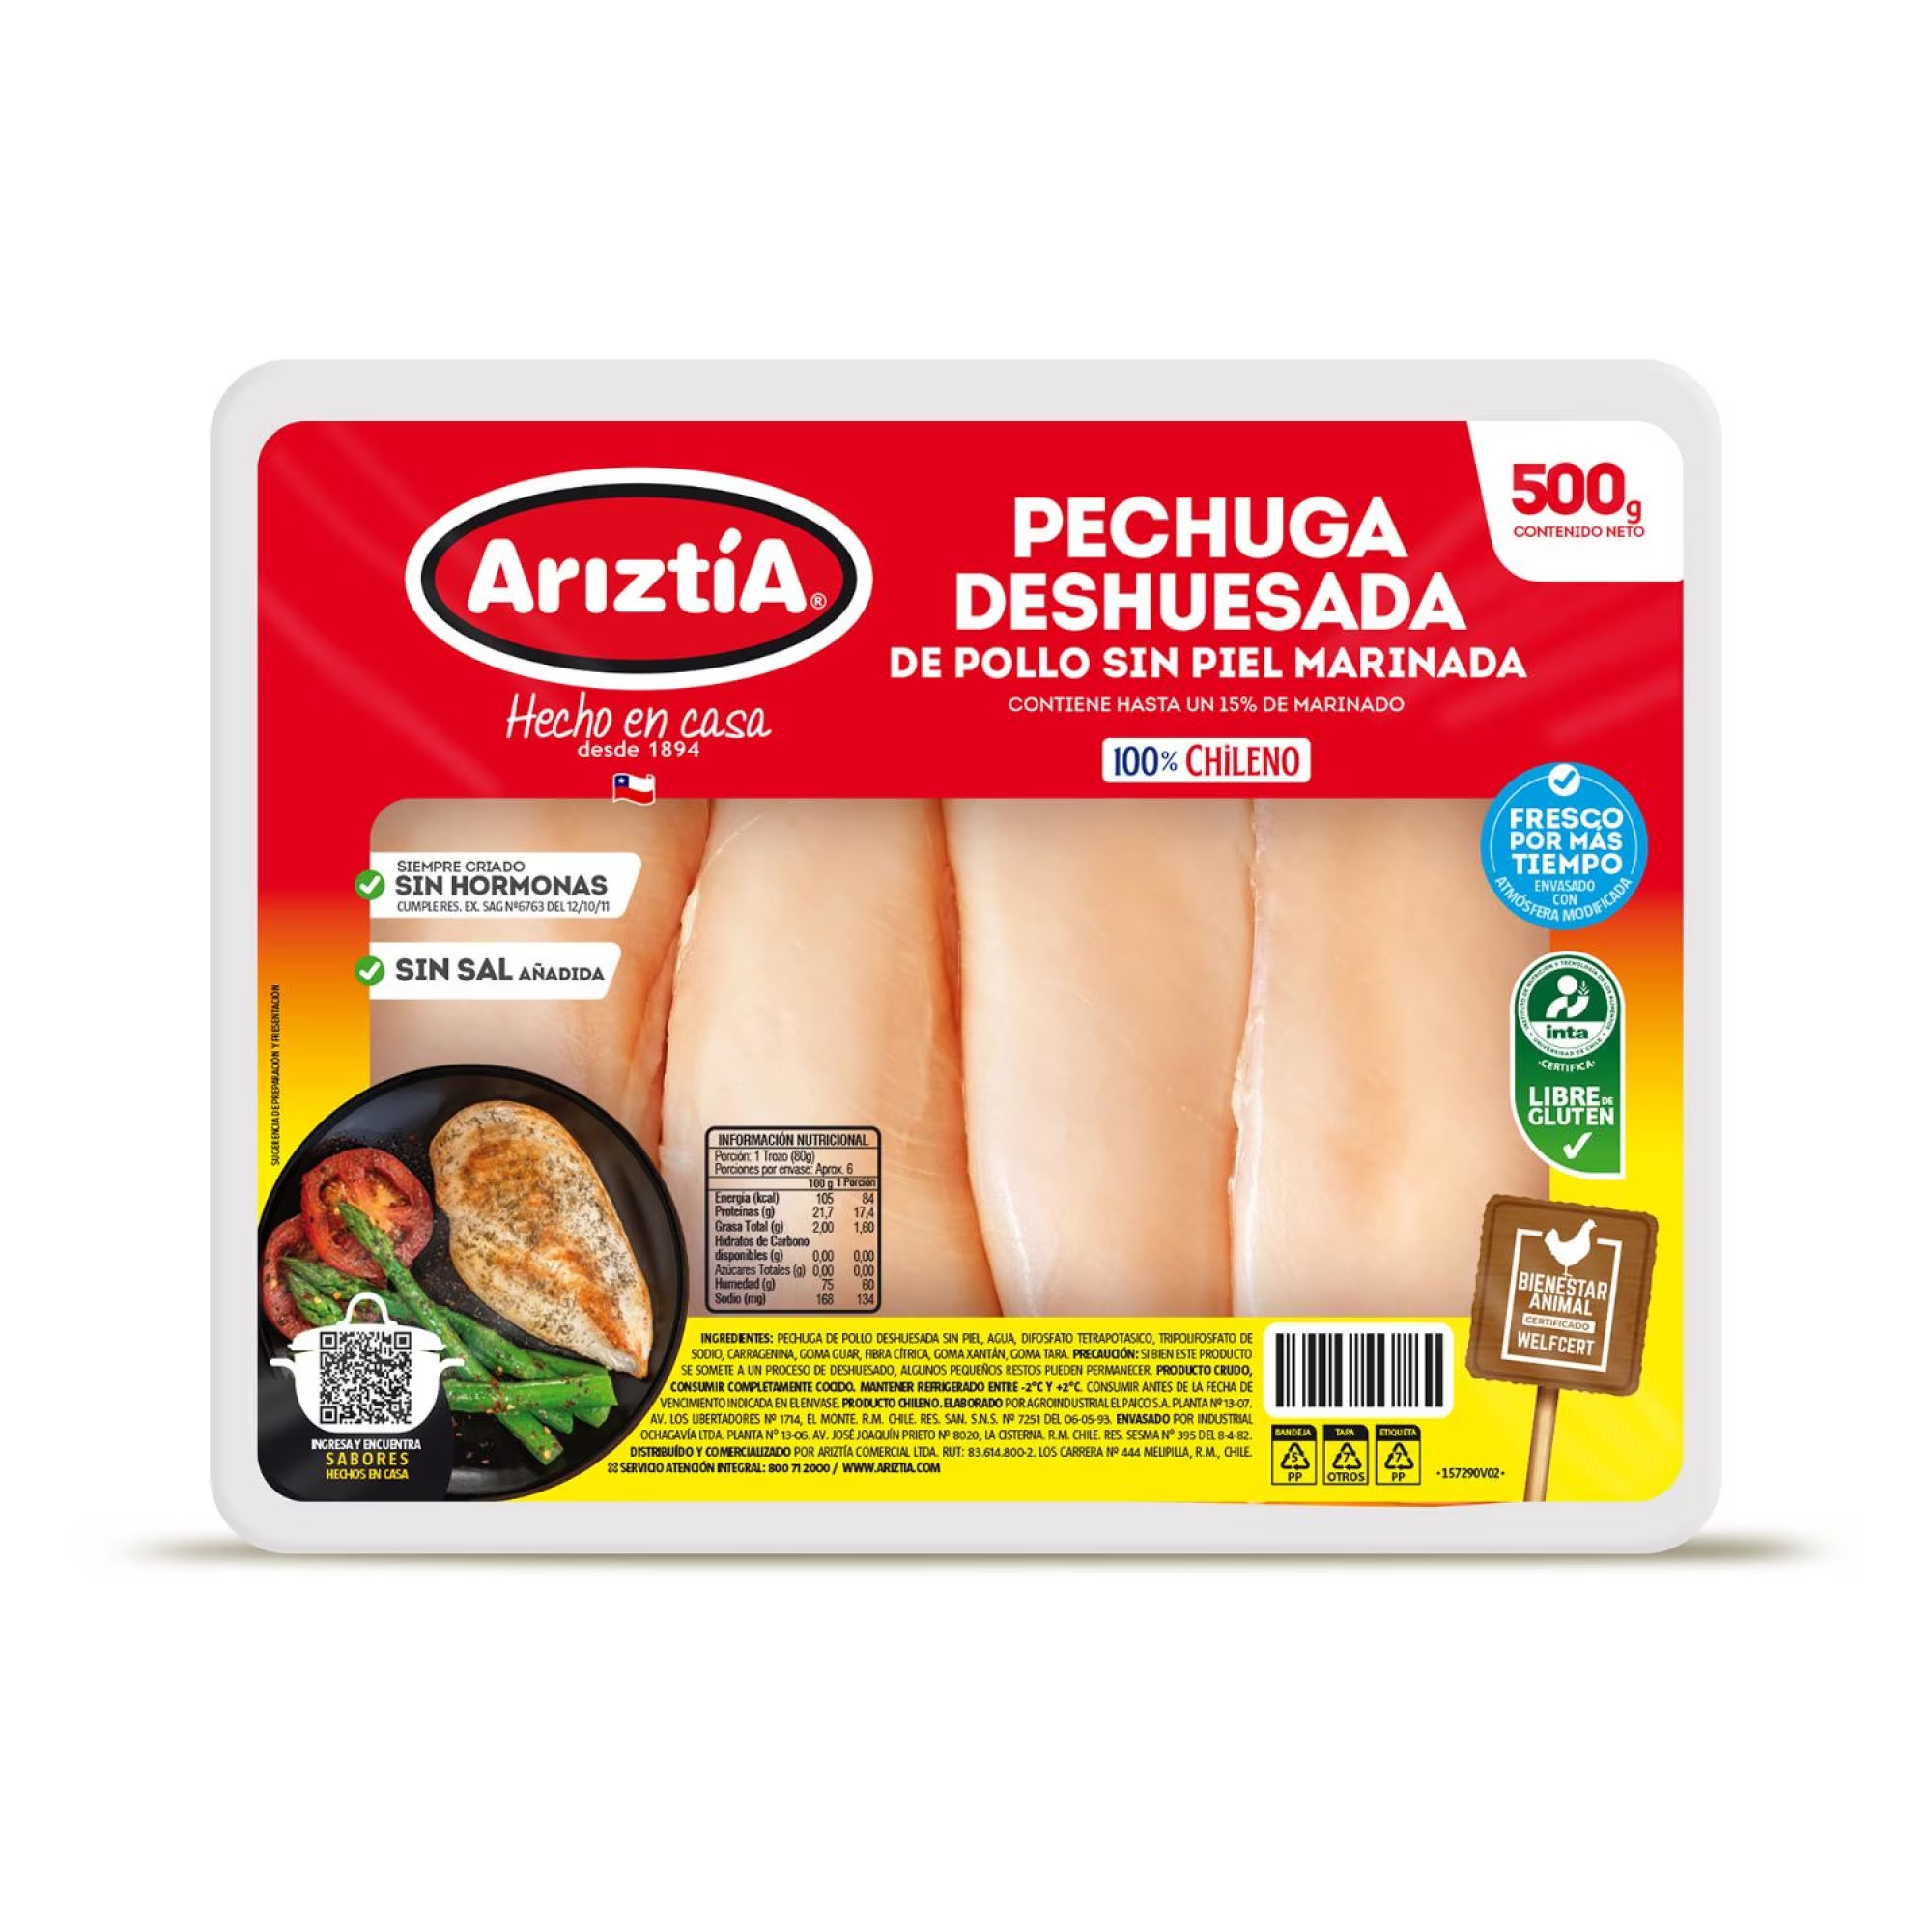 500g
CONTENIDO NETO
AriztíA®
Hecho en casa
desde 1894
PECHUGA
DESHUESADA
DE POLLO SIN PIEL MARINADA
CONTIENE HASTA UN 15% DE MARINADO
100% CHiLENO
SIEMPRE CRIADO
SIN HORMONAS
CUMPLE RES. EX. SAG Nº6763 DEL 12/10/11
SIN SAL AÑADIDA
FRESCO
POR MÁS
TIEMPO
ENVASADO
CON
ATMÓSFERA MODIFICADA
inta
UNIVERSIDAD DE CHILE
·CERTIFICA·
LIBRE DE
GLUTEN
BIENESTAR
ANIMAL
CERTIFICADO
WELFCERT
SUGERENCIA DE PREPARACIÓN Y PRESENTACIÓN
INFORMACIÓN NUTRICIONAL
Porción: 1 Trozo (80g)
Porciones por envase: Aprox. 6
100 g 1 Porción
Energía (kcal) 105 84
Proteínas (g) 21,7 17,4
Grasa Total (g) 2,00 1,60
Hidratos de Carbono
disponibles (g) 0,00 0,00
Azúcares Totales (g) 0,00 0,00
Humedad (g) 75 60
Sodio (mg) 168 134
INGREDIENTES: PECHUGA DE POLLO DESHUESADA SIN PIEL, AGUA, DIFOSFATO TETRAPOTASICO, TRIPOLIFOSFATO DE
SODIO, CARRAGENINA, GOMA GUAR, FIBRA CÍTRICA, GOMA XANTÁN, GOMA TARA. PRECAUCIÓN: SI BIEN ESTE PRODUCTO
SE SOMETE A UN PROCESO DE DESHUESADO, ALGUNOS PEQUEÑOS RESTOS PUEDEN PERMANECER. PRODUCTO CRUDO,
CONSUMIR COMPLETAMENTE COCIDO. MANTENER REFRIGERADO ENTRE -2°C Y +2°C. CONSUMIR ANTES DE LA FECHA DE
VENCIMIENTO INDICADA EN EL ENVASE. PRODUCTO CHILENO. ELABORADO POR AGROINDUSTRIAL EL PAICO S.A. PLANTA Nº 13-07.
AV. LOS LIBERTADORES Nº 1714, EL MONTE. R.M. CHILE. RES. SAN. S.N.S. Nº 7251 DEL 06-05-93. ENVASADO POR INDUSTRIAL
OCHAGAVÍA LTDA. PLANTA N° 13-06. AV. JOSÉ JOAQUÍN PRIETO Nº 8020, LA CISTERNA. R.M. CHILE. RES. SESMA N° 395 DEL 8-4-82.
DISTRIBUÍDO Y COMERCIALIZADO POR ARIZTÍA COMERCIAL LTDA. RUT: 83.614.800-2. LOS CARRERA Nº 444 MELIPILLA, R.M., CHILE.
SERVICIO ATENCIÓN INTEGRAL: 800 71 2000 / WWW.ARIZTIA.COM
INGRESA Y ENCUENTRA
SABORES
HECHOS EN CASA
BANDEJA TAPA ETIQUETA
5 7 7
PP OTROS PP
·157290V02·